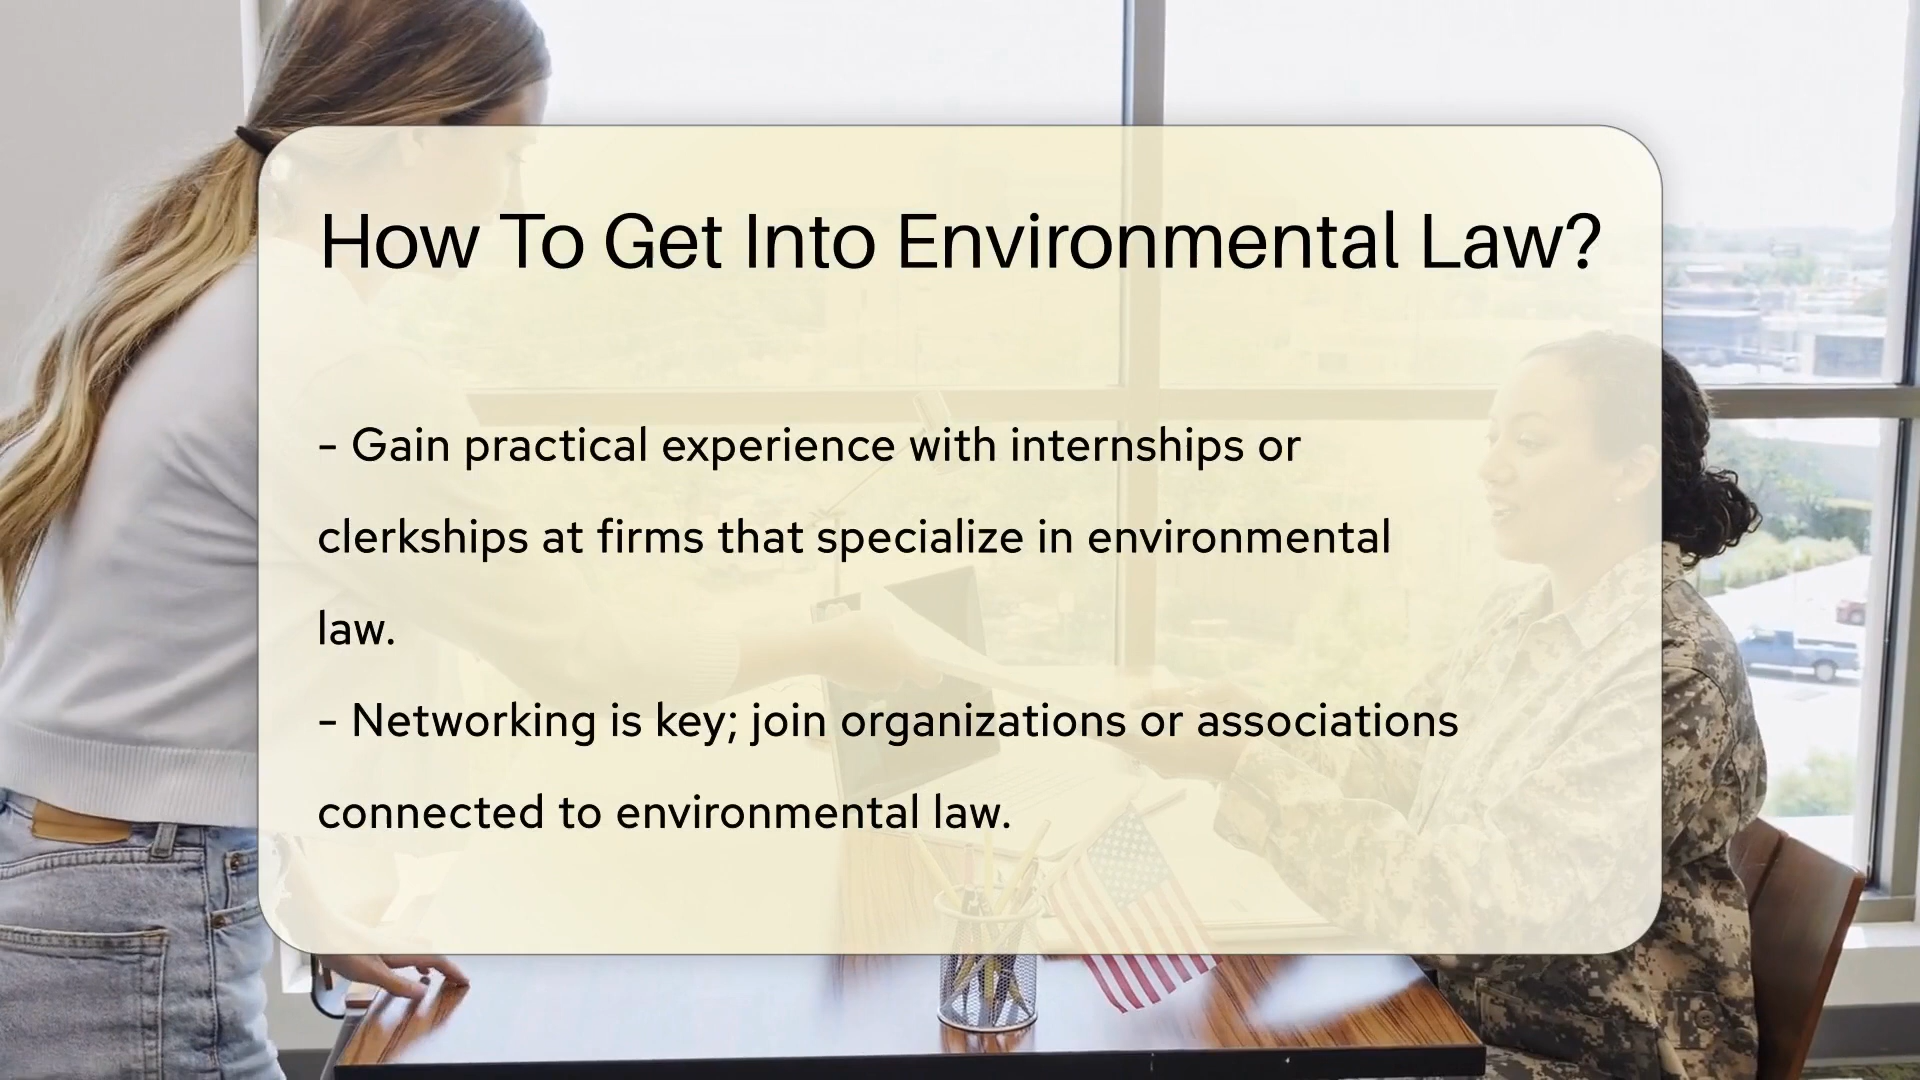 How To Get Into Environmental Law?
- Gain practical experience with internships or
clerkships at firms that specialize in environmental
law.
- Networking is key; join organizations or associations
connected to environmental law.